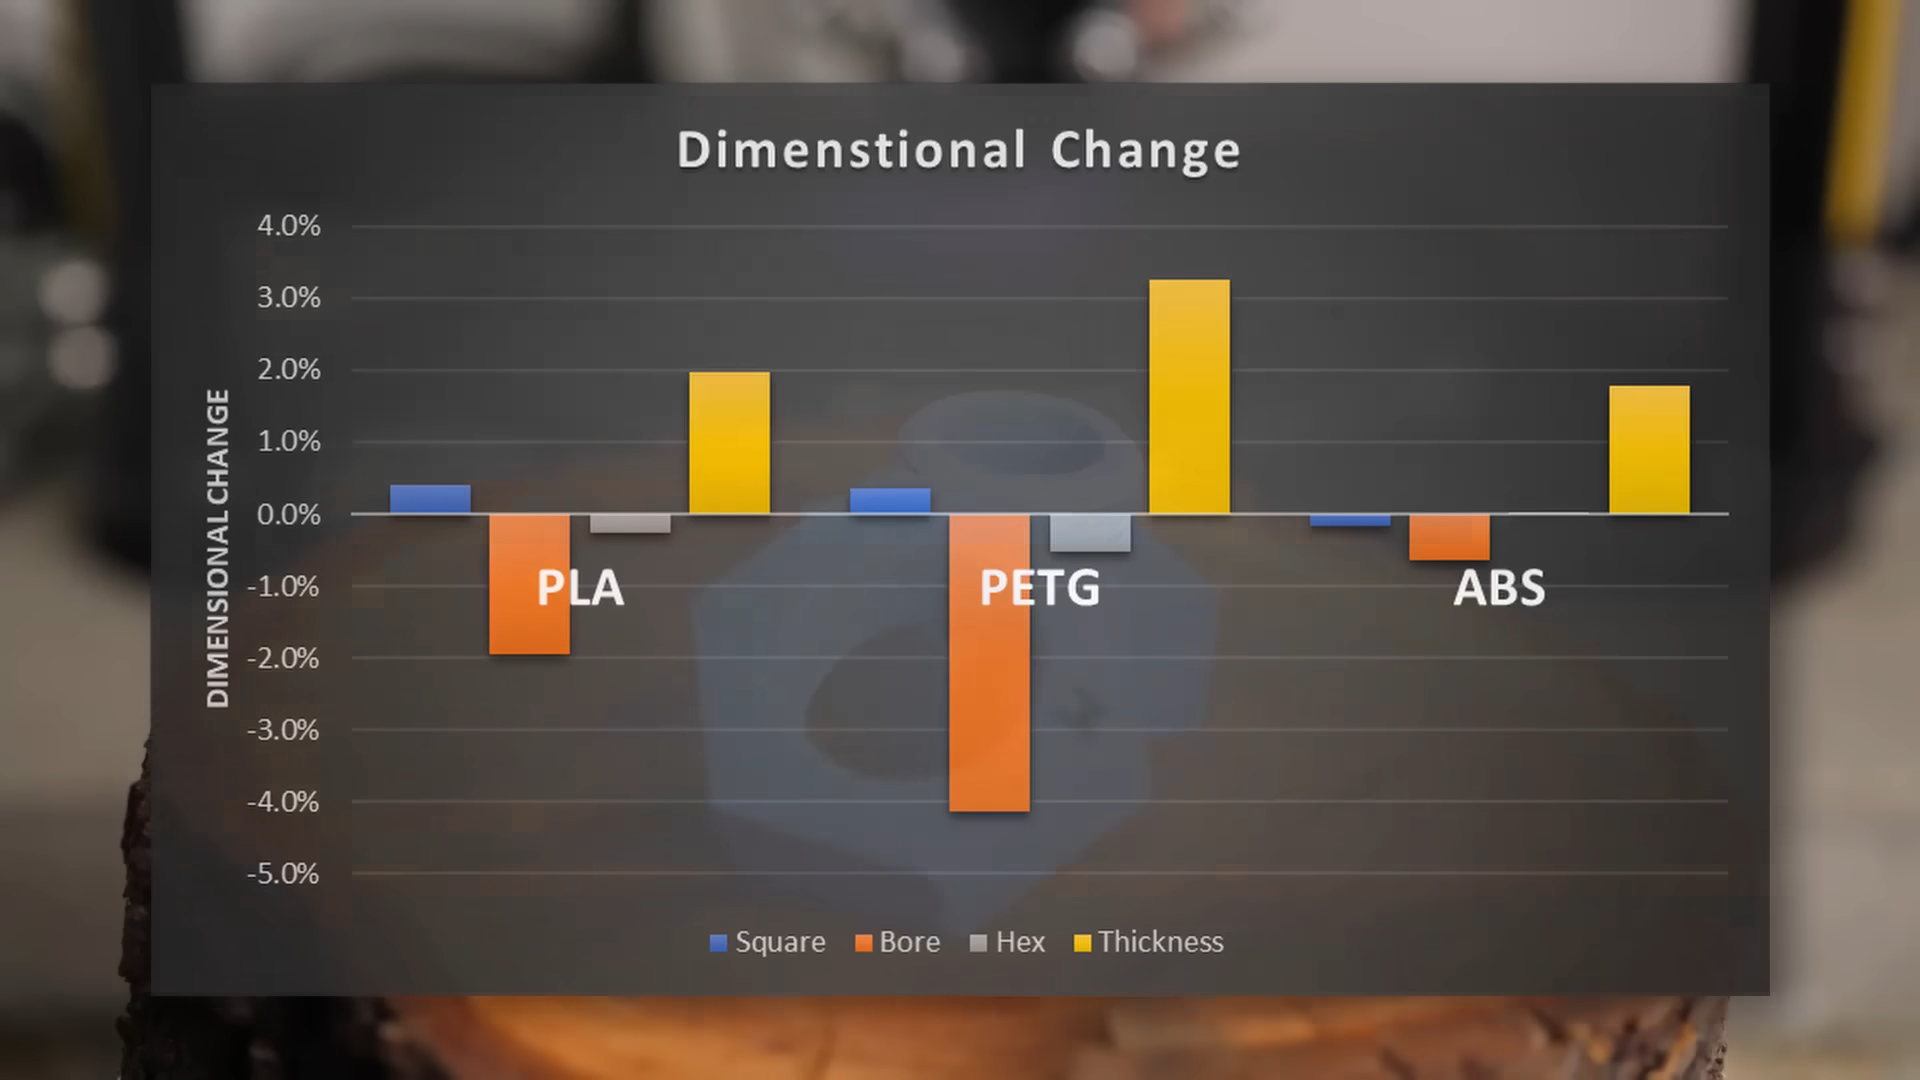 Dimenstional Change
4.0%
3.0%
2.0%
1.0%
0.0%
-1.0%
-2.0%
-3.0%
-4.0%
-5.0%
DIMENSIONAL CHANGE
PLA
PETG
ABS
Square
Bore
Hex
Thickness